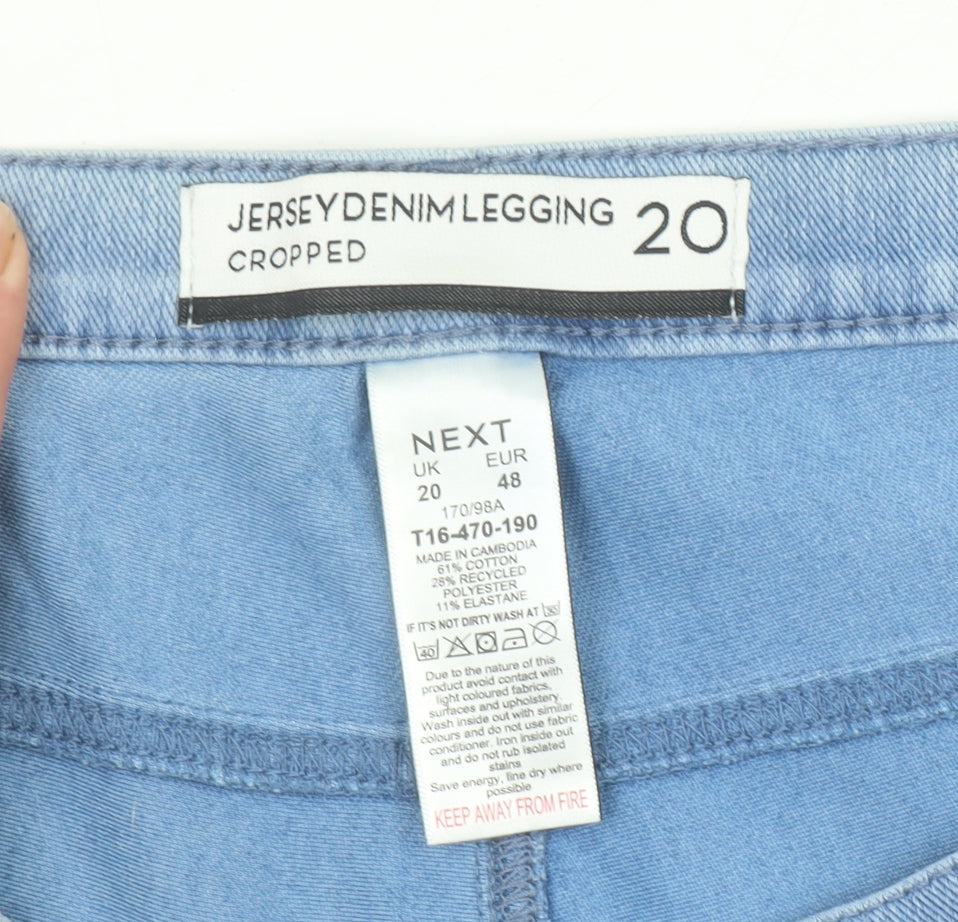 JERSEY DENIM LEGGING 20
CROPPED
NEXT
UK EUR
20 48
170/98A
T16-470-190
MADE IN CAMBODIA
61% COTTON
28% RECYCLED
POLYESTER
11% ELASTANE
IF IT'S NOT DIRTY WASH AT 30
40
Due to the nature of this
product avoid contact with
light coloured fabrics,
surfaces and upholstery.
Wash inside out with similar
colours and do not use fabric
conditioner. Iron inside out
and do not rub isolated
stains
Save energy, line dry where
possible
KEEP AWAY FROM FIRE